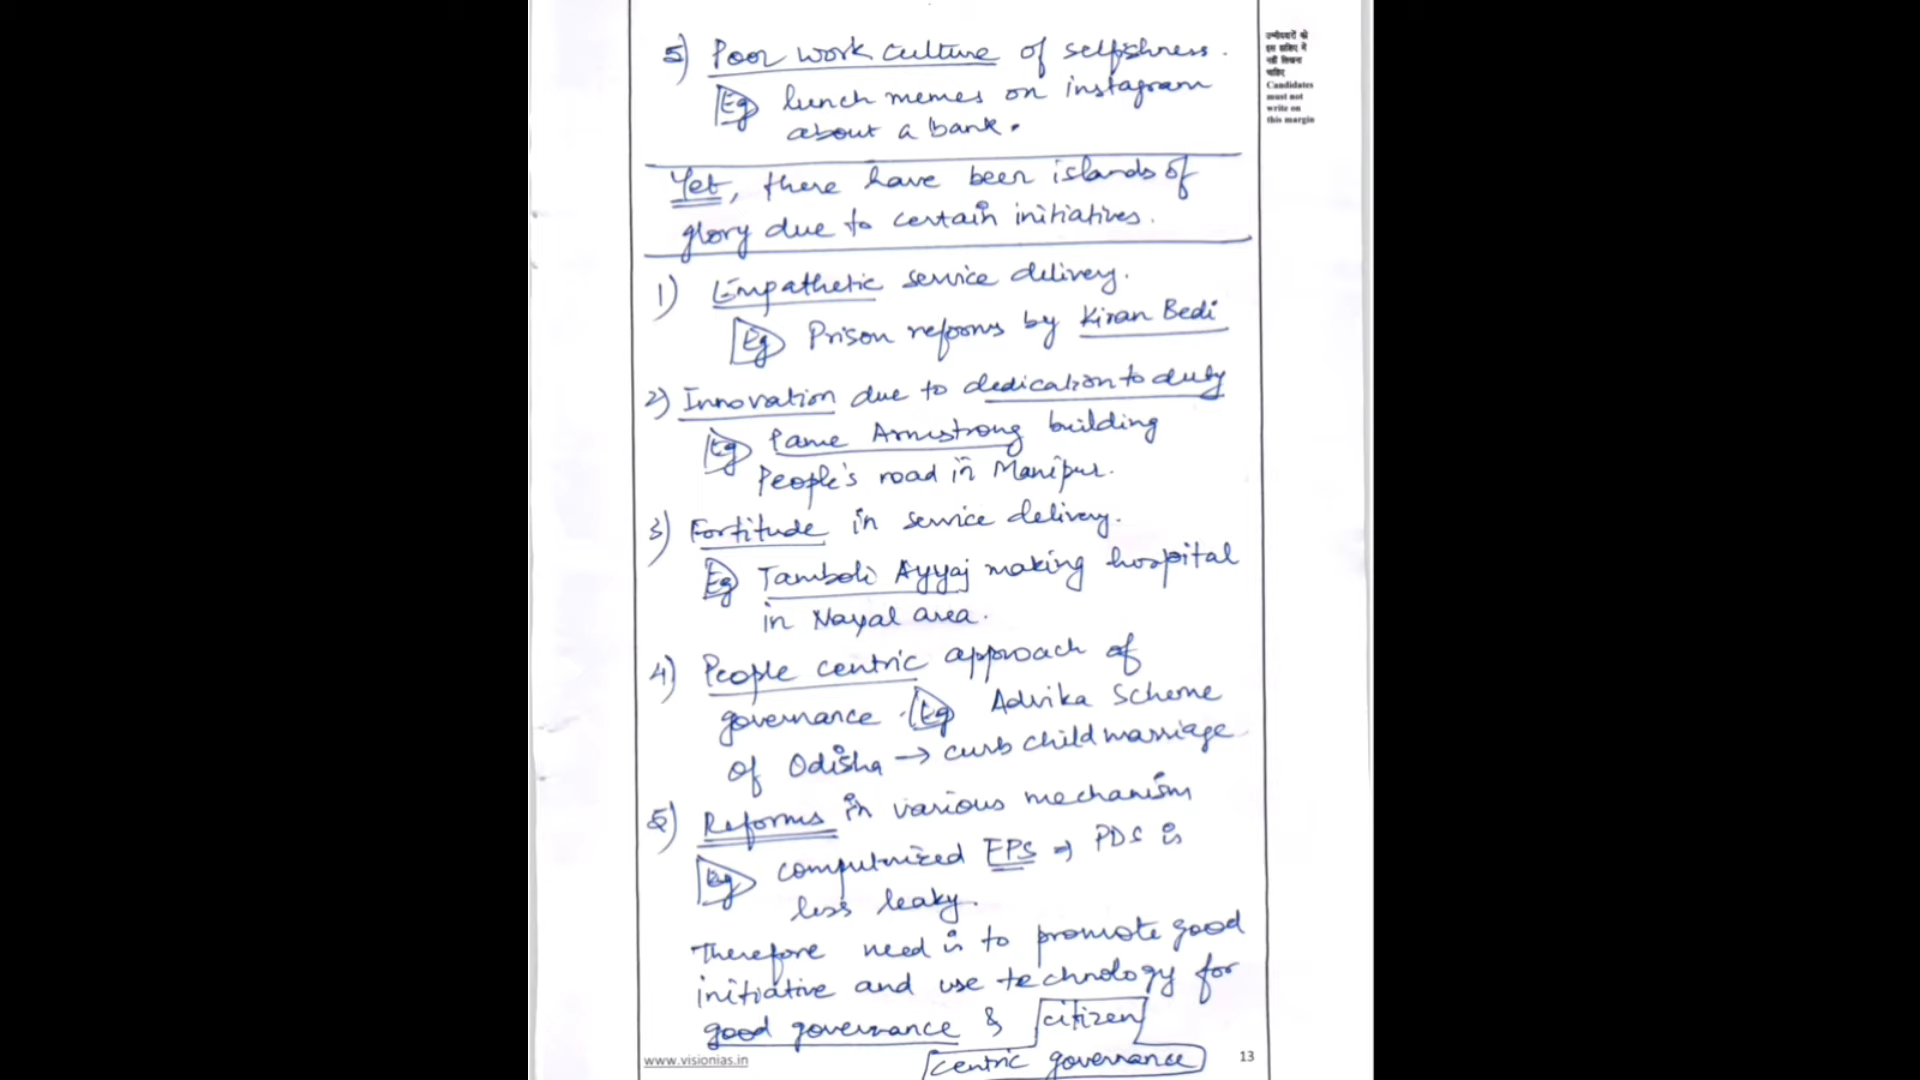 5) Poor work culture of selfishness.
Eg lunch memes on instagram
about a bank.
Yet, there have been islands of
glory due to certain initiatives.
1) Empathetic service delivery.
Eg Prison reforms by Kiran Bedi
2) Innovation due to dedication to duty
Eg Pame Armstrong building
People's road in Manipur.
3) Fortitude in service delivery.
Eg Tamboli Ayyaj making hospital
in Naxal area.
4) People centric approach of
governance. Eg Advika Scheme
of Odisha → curb child marriage
5) Reforms in various mechanism
Eg computerized EPS → PDS is
less leaky.
Therefore need is to promote good
initiative and use technology for
good governance & citizen
centric governance
उम्मीदवारों को
इस हाशिए में
नहीं लिखना
चाहिए
Candidates
must not
write on
this margin
www.visionias.in
13